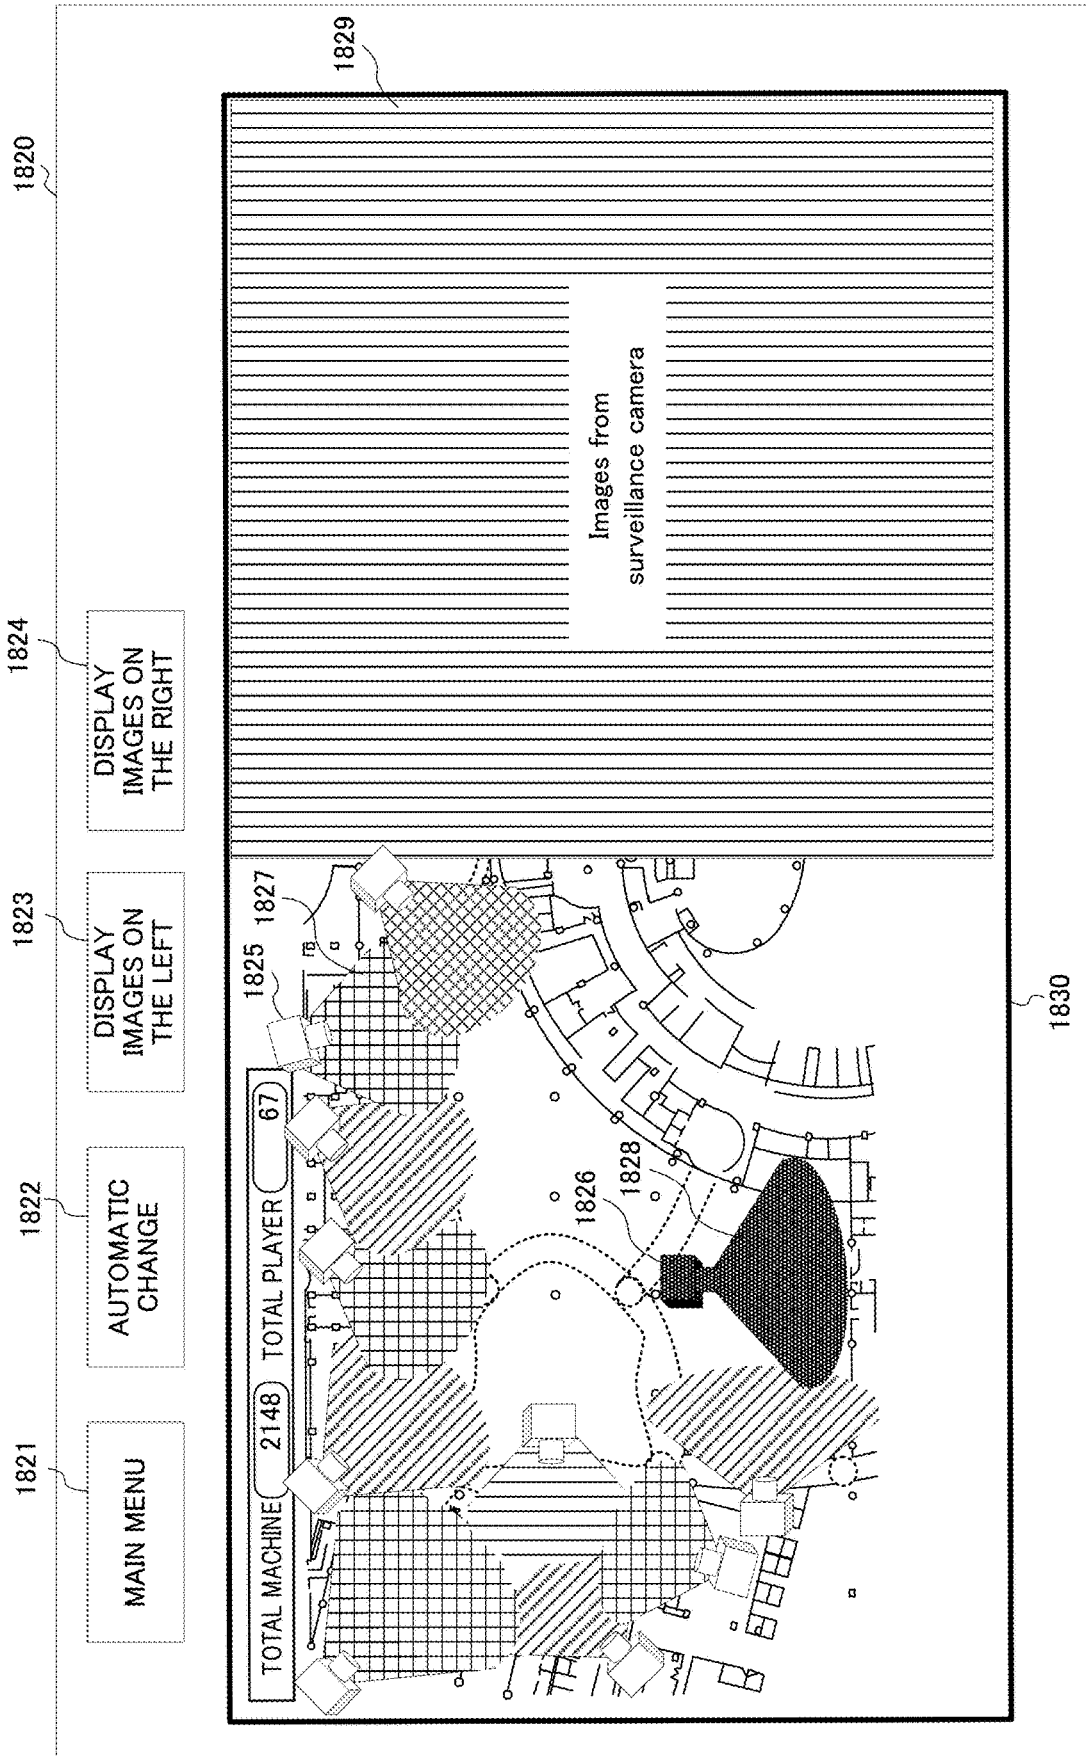 1820
1821
1822
1823
1824
MAIN MENU
AUTOMATIC
CHANGE
DISPLAY
IMAGES ON
THE LEFT
DISPLAY
IMAGES ON
THE RIGHT
TOTAL MACHINE 2148 TOTAL PLAYER 67
1825
1827
1829
1826
1828
Images from
surveillance camera
1830